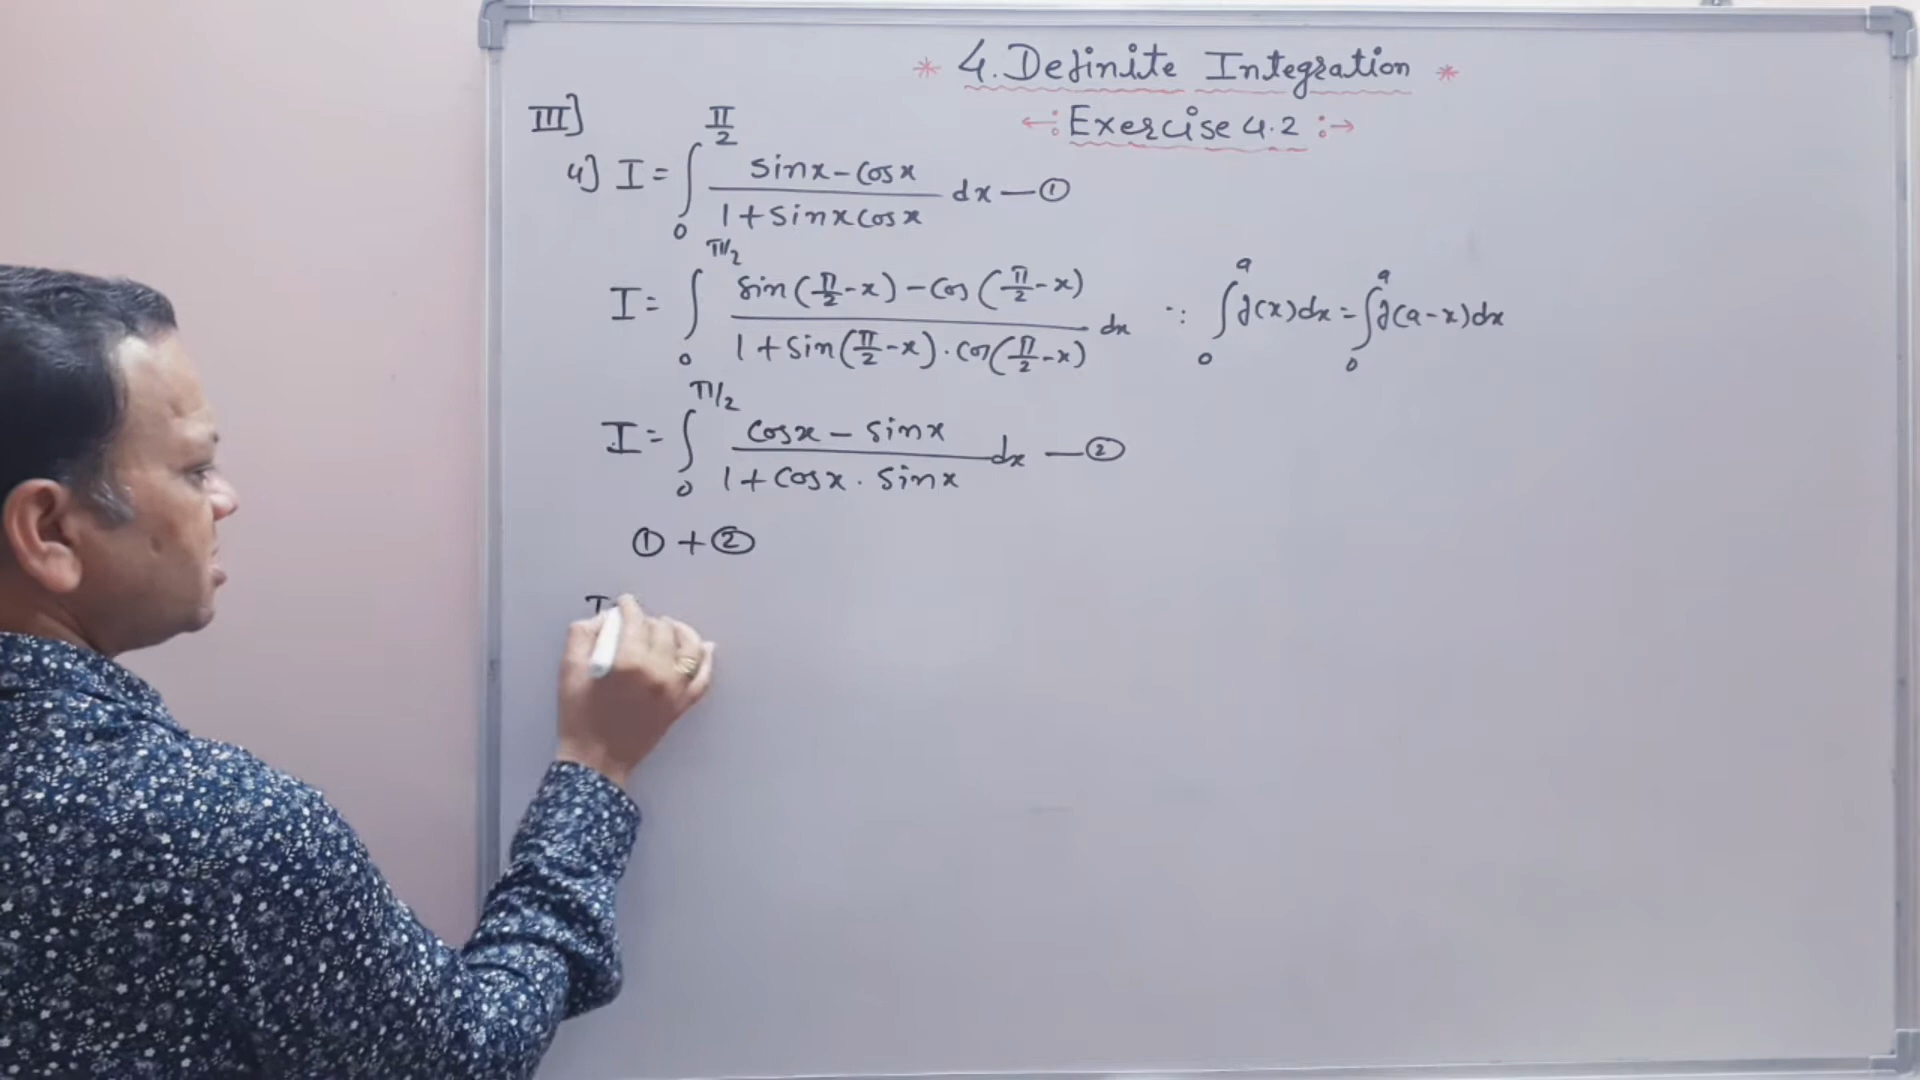 * 4. Definite Integration *
←: Exercise 4.2 :→
III]
4] I = ∫₀^(π/2) (sinx - cosx)/(1 + sinx cosx) dx — ①
I = ∫₀^(π/2) (sin(π/2 - x) - cos(π/2 - x))/(1 + sin(π/2 - x) . cos(π/2 - x)) dx ∵ ∫₀^a f(x)dx = ∫₀^a f(a-x)dx
I = ∫₀^(π/2) (cosx - sinx)/(1 + cosx . sinx) dx — ②
① + ②
I